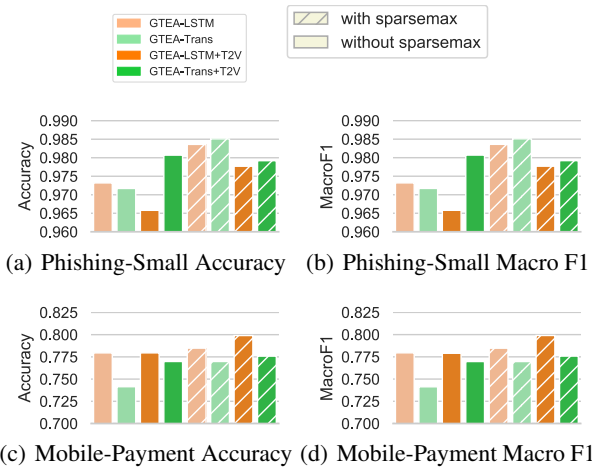 GTEA-LSTM
GTEA-Trans
GTEA-LSTM+T2V
GTEA-Trans+T2V
with sparsemax
without sparsemax
Accuracy
0.990
0.985
0.980
0.975
0.970
0.965
0.960
MacroF1
0.990
0.985
0.980
0.975
0.970
0.965
0.960
(a) Phishing-Small Accuracy
(b) Phishing-Small Macro F1
Accuracy
0.825
0.800
0.775
0.750
0.725
0.700
MacroF1
0.825
0.800
0.775
0.750
0.725
0.700
(c) Mobile-Payment Accuracy
(d) Mobile-Payment Macro F1